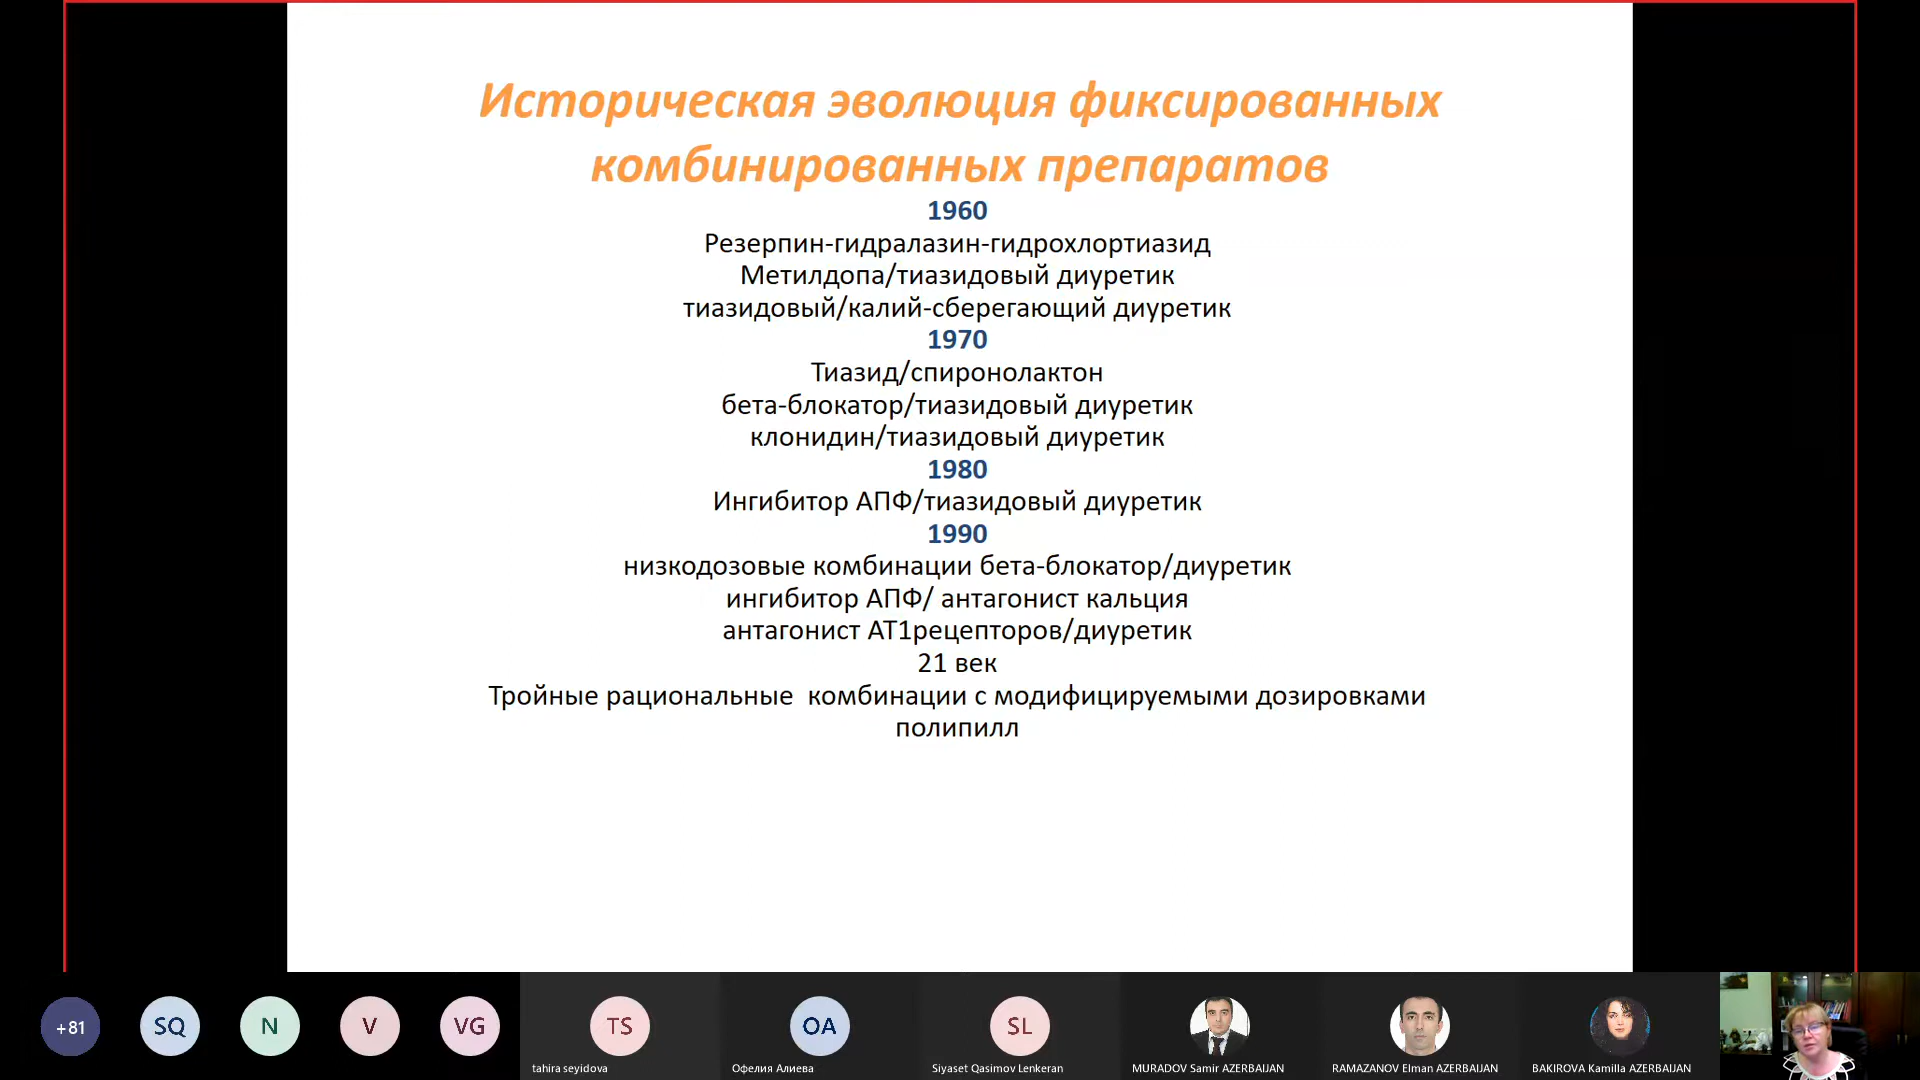 Историческая эволюция фиксированных
комбинированных препаратов
1960
Резерпин-гидралазин-гидрохлортиазид
Метилдопа/тиазидовый диуретик
тиазидовый/калий-сберегающий диуретик
1970
Тиазид/спиронолактон
бета-блокатор/тиазидовый диуретик
клонидин/тиазидовый диуретик
1980
Ингибитор АПФ/тиазидовый диуретик
1990
низкодозовые комбинации бета-блокатор/диуретик
ингибитор АПФ/ антагонист кальция
антагонист АТ1рецепторов/диуретик
21 век
Тройные рациональные  комбинации с модифицируемыми дозировками
полипилл
+81
SQ
N
V
VG
TS
OA
SL
tahira seyidova
Офелия Алиева
Siyaset Qasimov Lenkeran
MURADOV Samir AZERBAIJAN
RAMAZANOV Elman AZERBAIJAN
BAKIROVA Kamilla AZERBAIJAN